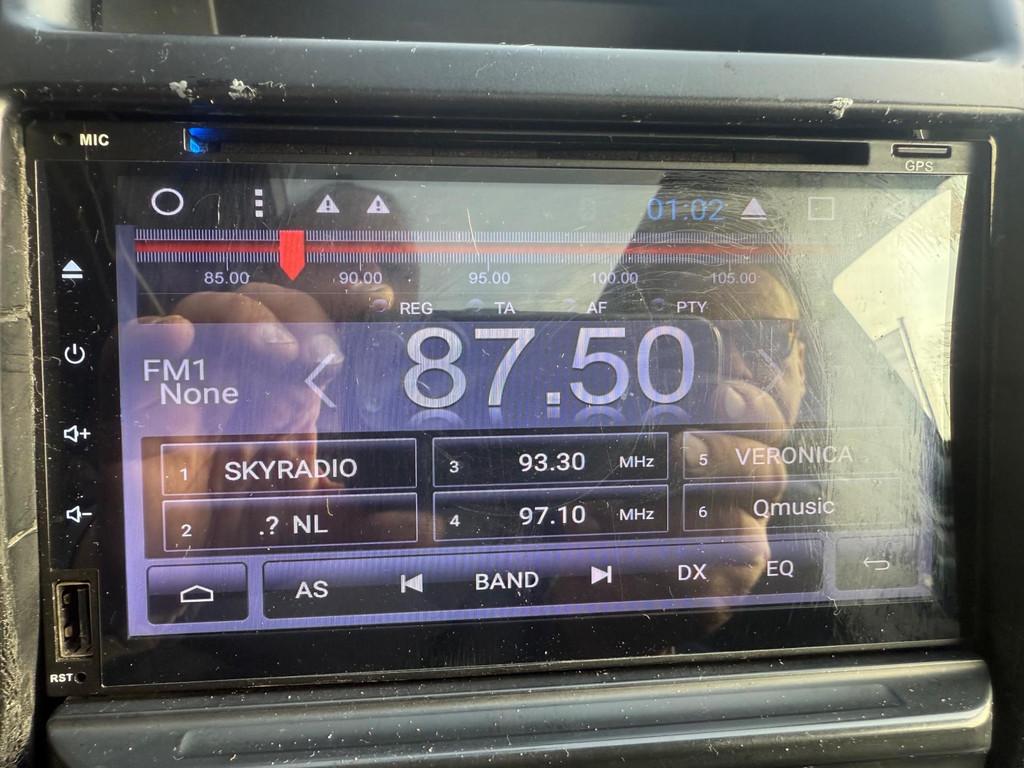 MIC
GPS
01:02
85.00 90.00 95.00 100.00 105.00
REG TA AF PTY
FM1
None
87.50
1 SKYRADIO
3 93.30 MHz
5 VERONICA
2 .? NL
4 97.10 MHz
6 Qmusic
AS BAND DX EQ
RST